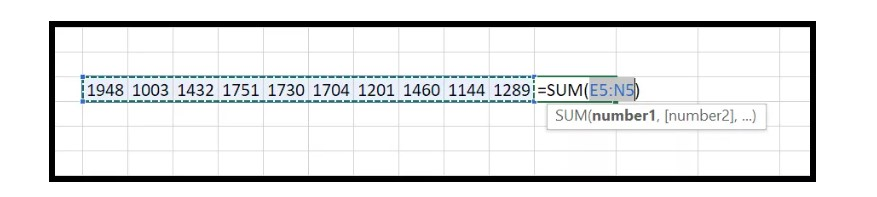 1948 1003 1432 1751 1730 1704 1201 1460 1144 1289 =SUM(E5:N5)
SUM(number1, [number2], ...)